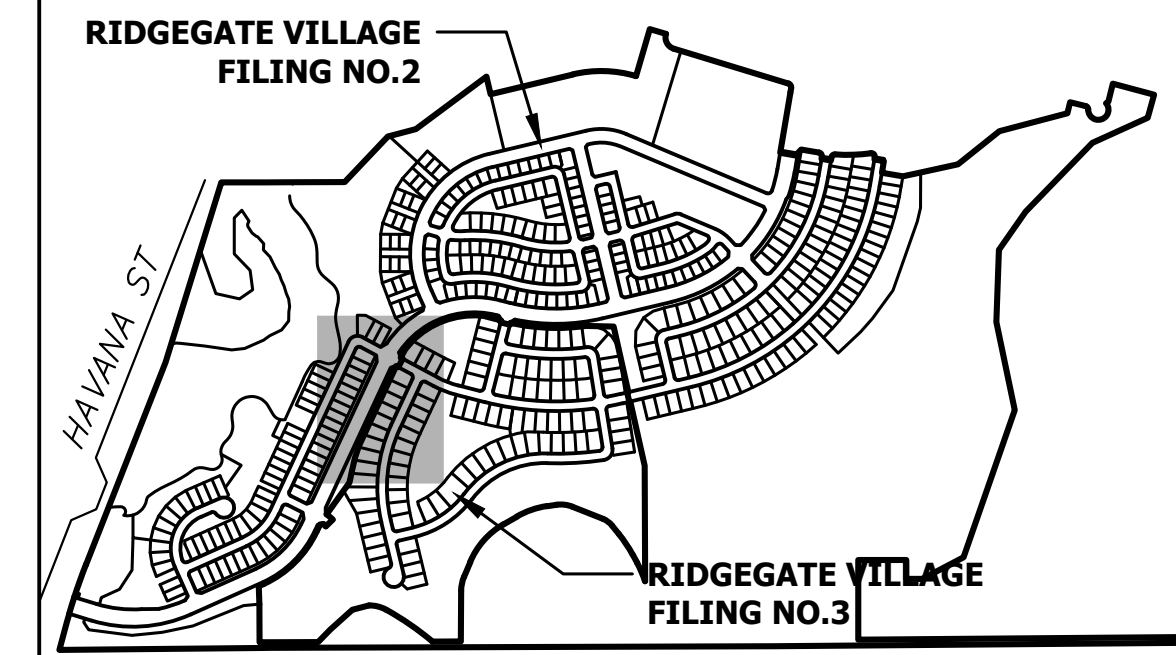 RIDGEGATE VILLAGE
FILING NO.2
HAVANA ST
RIDGEGATE VILLAGE
FILING NO.3